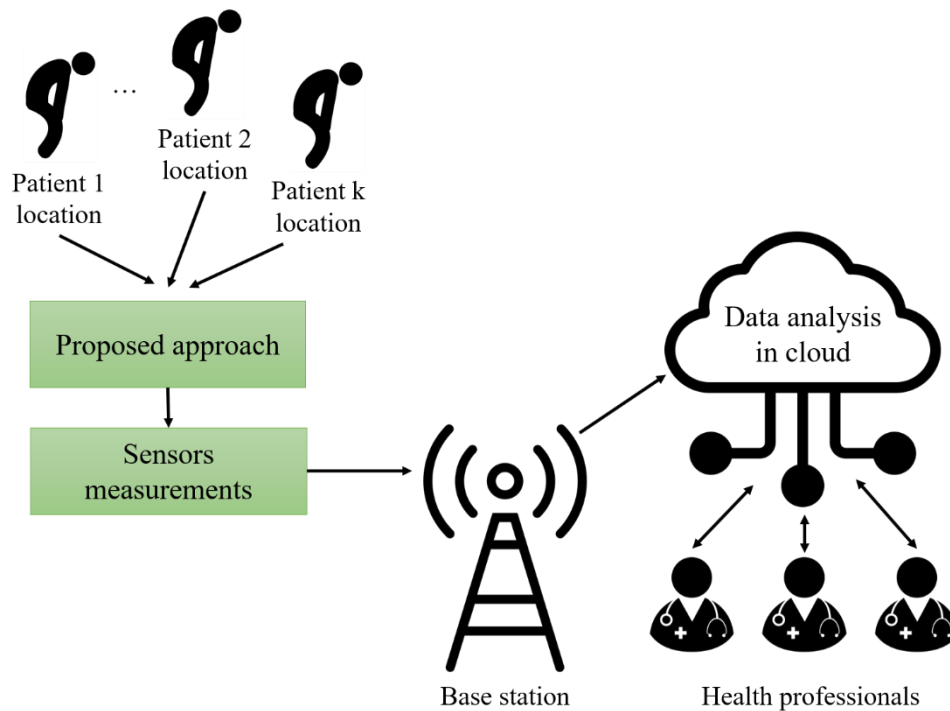 ...
Patient 1
location
Patient 2
location
Patient k
location
Proposed approach
Sensors
measurements
Data analysis
in cloud
Base station
Health professionals